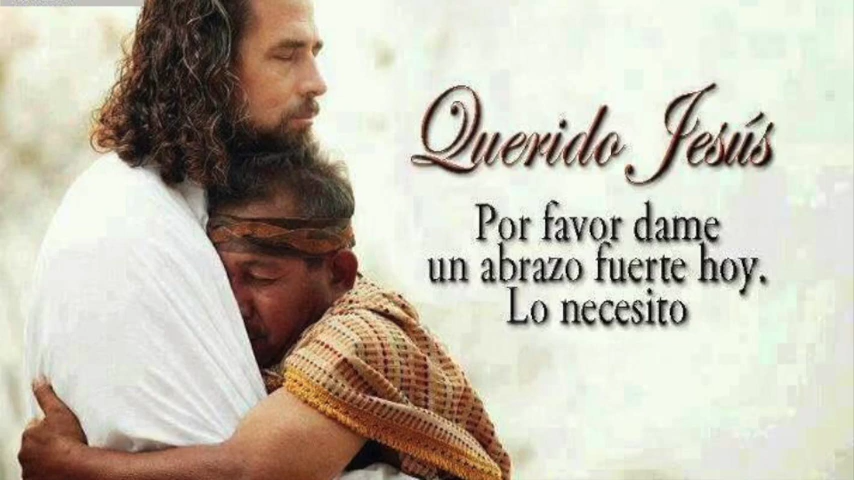 Querido Jesús
Por favor dame
un abrazo fuerte hoy.
Lo necesito